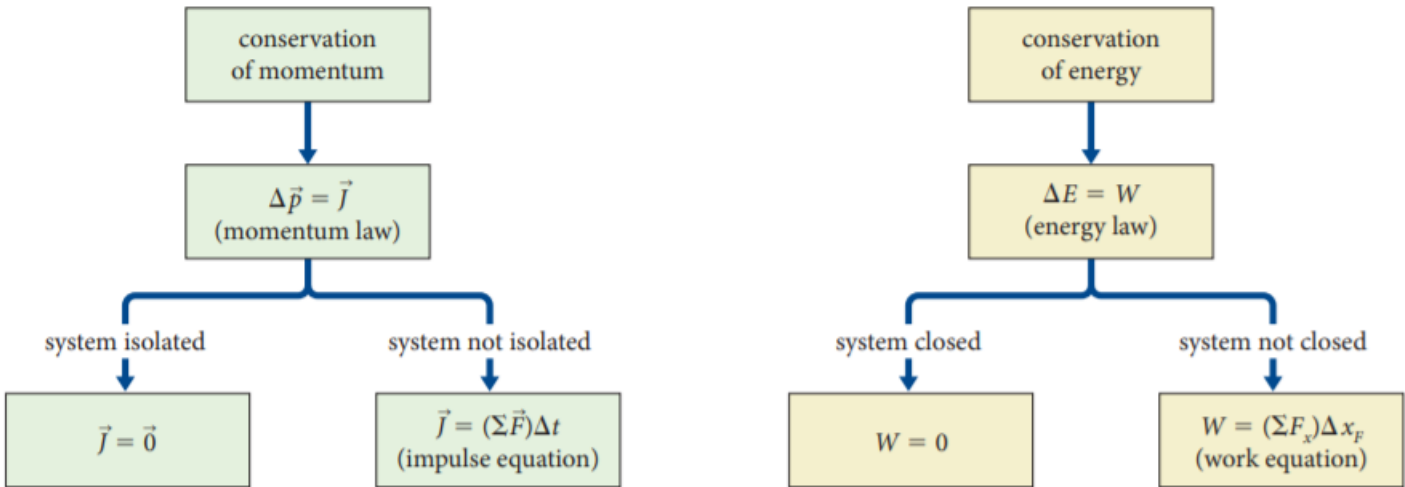 conservation
of momentum
Δp⃗ = J⃗
(momentum law)
system isolated
system not isolated
J⃗ = 0⃗
J⃗ = (ΣF⃗)Δt
(impulse equation)
conservation
of energy
ΔE = W
(energy law)
system closed
system not closed
W = 0
W = (ΣFₓ)Δx_F
(work equation)